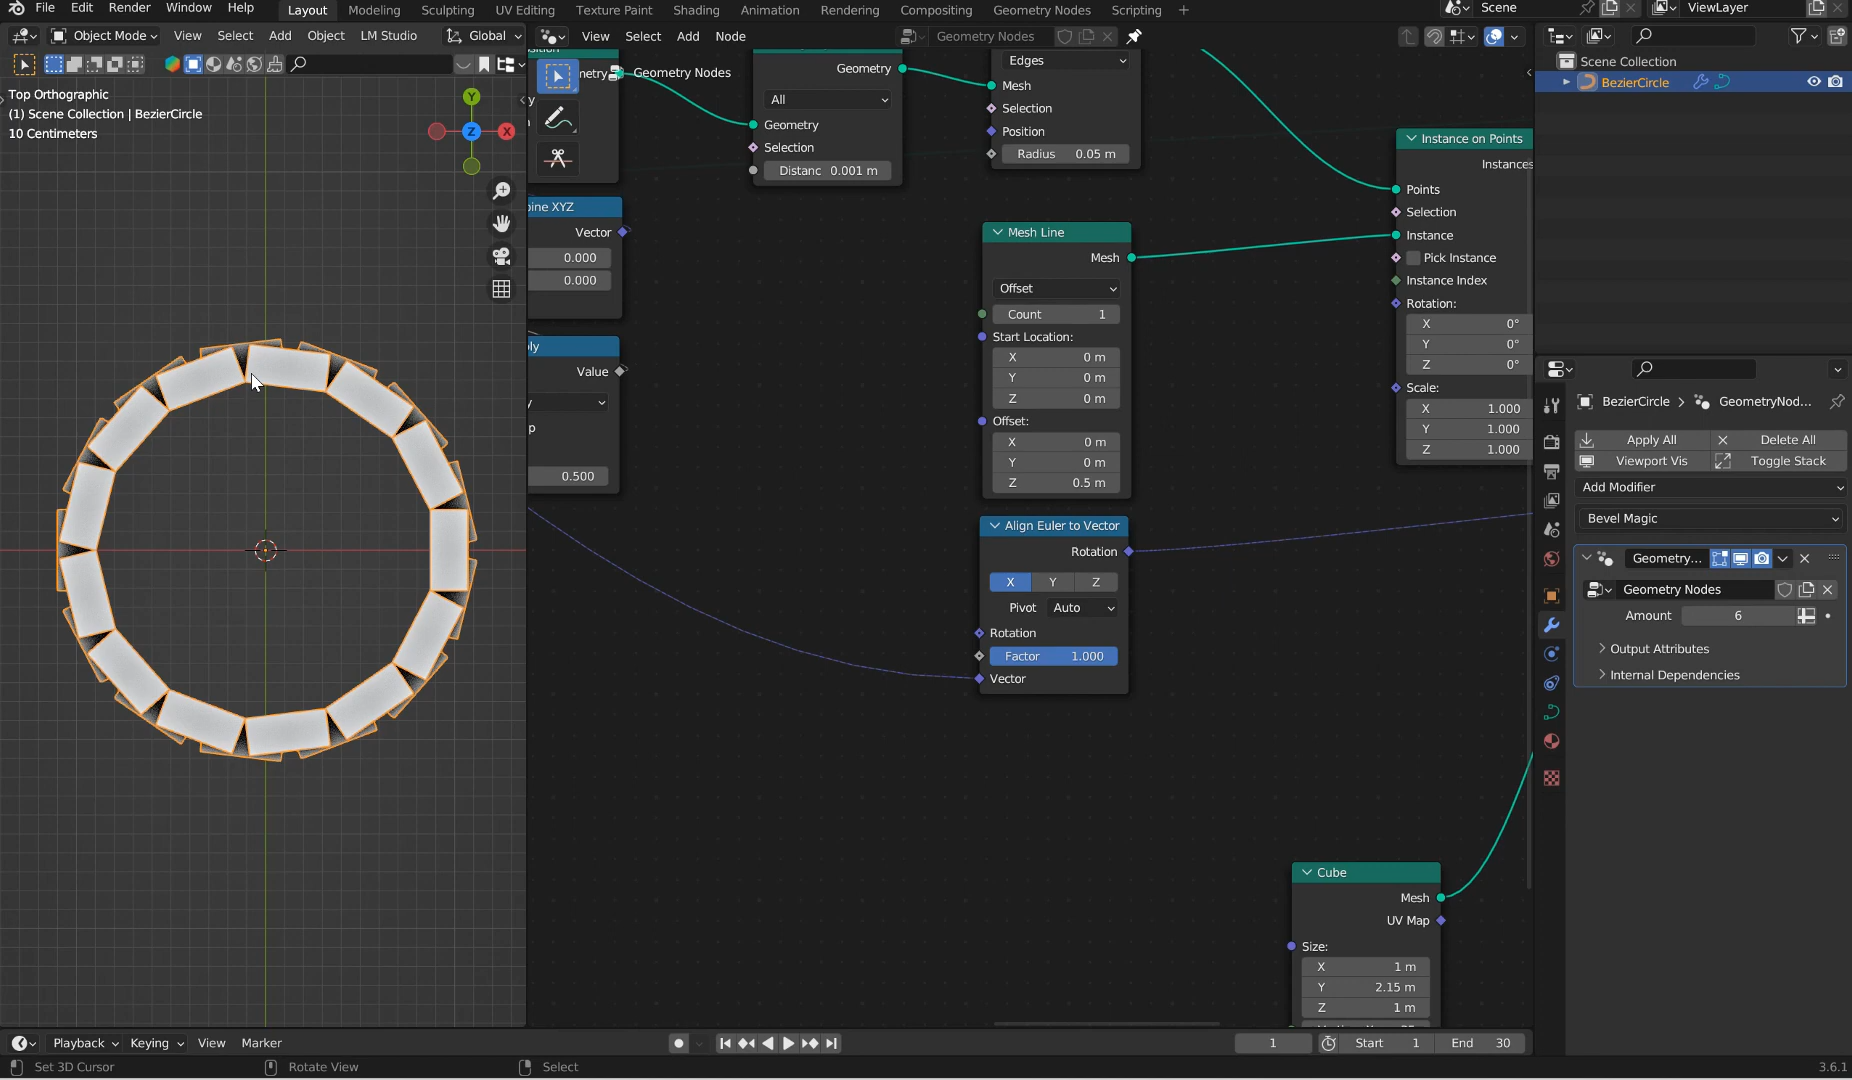 File Edit Render Window Help Layout Modeling Sculpting UV Editing Texture Paint Shading Animation Rendering Compositing Geometry Nodes Scripting + Scene ViewLayer
Object Mode View Select Add Object LM Studio Global View Select Add Node Geometry Nodes
Top Orthographic
(1) Scene Collection | BezierCircle
10 Centimeters
Y
Z
X
Geometry Nodes
Geometry
All
Geometry
Selection
Distanc 0.001 m
Edges
Mesh
Selection
Position
Radius 0.05 m
ine XYZ
Vector
0.000
0.000
ly
Value
0.500
Mesh Line
Mesh
Offset
Count 1
Start Location:
X 0 m
Y 0 m
Z 0 m
Offset:
X 0 m
Y 0 m
Z 0.5 m
Align Euler to Vector
Rotation
X Y Z
Pivot Auto
Rotation
Factor 1.000
Vector
Instance on Points
Instances
Points
Selection
Instance
Pick Instance
Instance Index
Rotation:
X 0°
Y 0°
Z 0°
Scale:
X 1.000
Y 1.000
Z 1.000
Cube
Mesh
UV Map
Size:
X 1 m
Y 2.15 m
Z 1 m
Scene Collection
BezierCircle
BezierCircle > GeometryNod...
Apply All Delete All
Viewport Vis Toggle Stack
Add Modifier
Bevel Magic
Geometry...
Geometry Nodes
Amount 6
Output Attributes
Internal Dependencies
Playback Keying View Marker 1 Start 1 End 30
Set 3D Cursor Rotate View Select 3.6.1